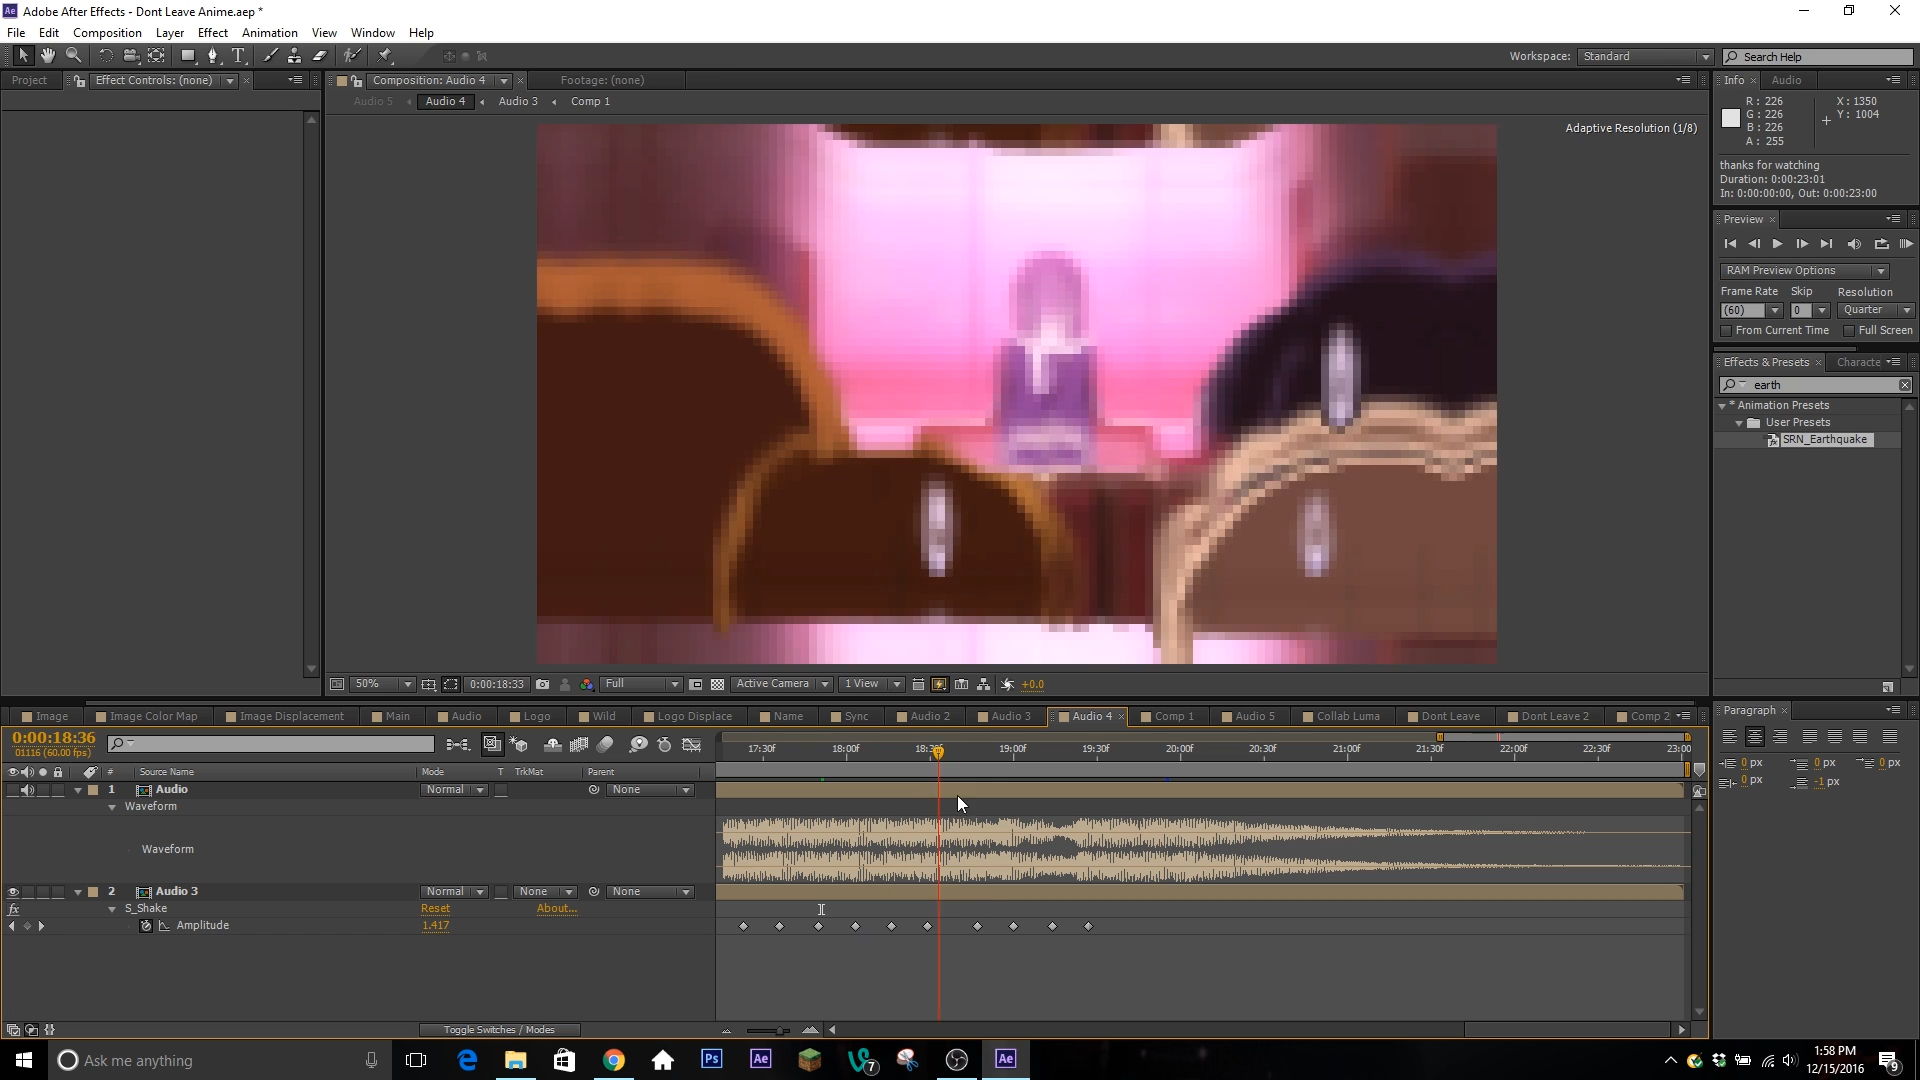 Adobe After Effects - Dont Leave Anime.aep *
File Edit Composition Layer Effect Animation View Window Help
Workspace: Standard Search Help
Project Effect Controls: (none) Composition: Audio 4 Footage: (none) Info Audio
Audio 5 Audio 4 Audio 3 Comp 1
R: 226 X: 1350
G: 226 Y: 1004
B: 226
A: 255
Adaptive Resolution (1/8)
thanks for watching
Duration: 0:00:23:01
In: 0:00:00:00, Out: 0:00:23:00
Preview
RAM Preview Options
Frame Rate Skip Resolution
(60) 0 Quarter
From Current Time Full Screen
Effects & Presets Characte
earth
* Animation Presets
User Presets
SRN_Earthquake
50% 0:00:18:33 Full Active Camera 1 View +0.0
Image Image Color Map Image Displacement Main Audio Logo Wild Logo Displace Name Sync Audio 2 Audio 3 Audio 4 Comp 1 Audio 5 Collab Luma Dont Leave Dont Leave 2 Comp 2
Paragraph
0:00:18:36
01116 (60.00 fps)
17:30f 18:00f 18:30f 19:00f 19:30f 20:00f 20:30f 21:00f 21:30f 22:00f 22:30f 23:00
0 px 0 px 0 px
0 px -1 px
# Source Name Mode T TrkMat Parent
1 Audio Normal None
Waveform
Waveform
2 Audio 3 Normal None None
fx S_Shake Reset About...
Amplitude 1.417
Toggle Switches / Modes
Ask me anything
Ps Ae 7 Ae
1:58 PM
12/15/2016
9